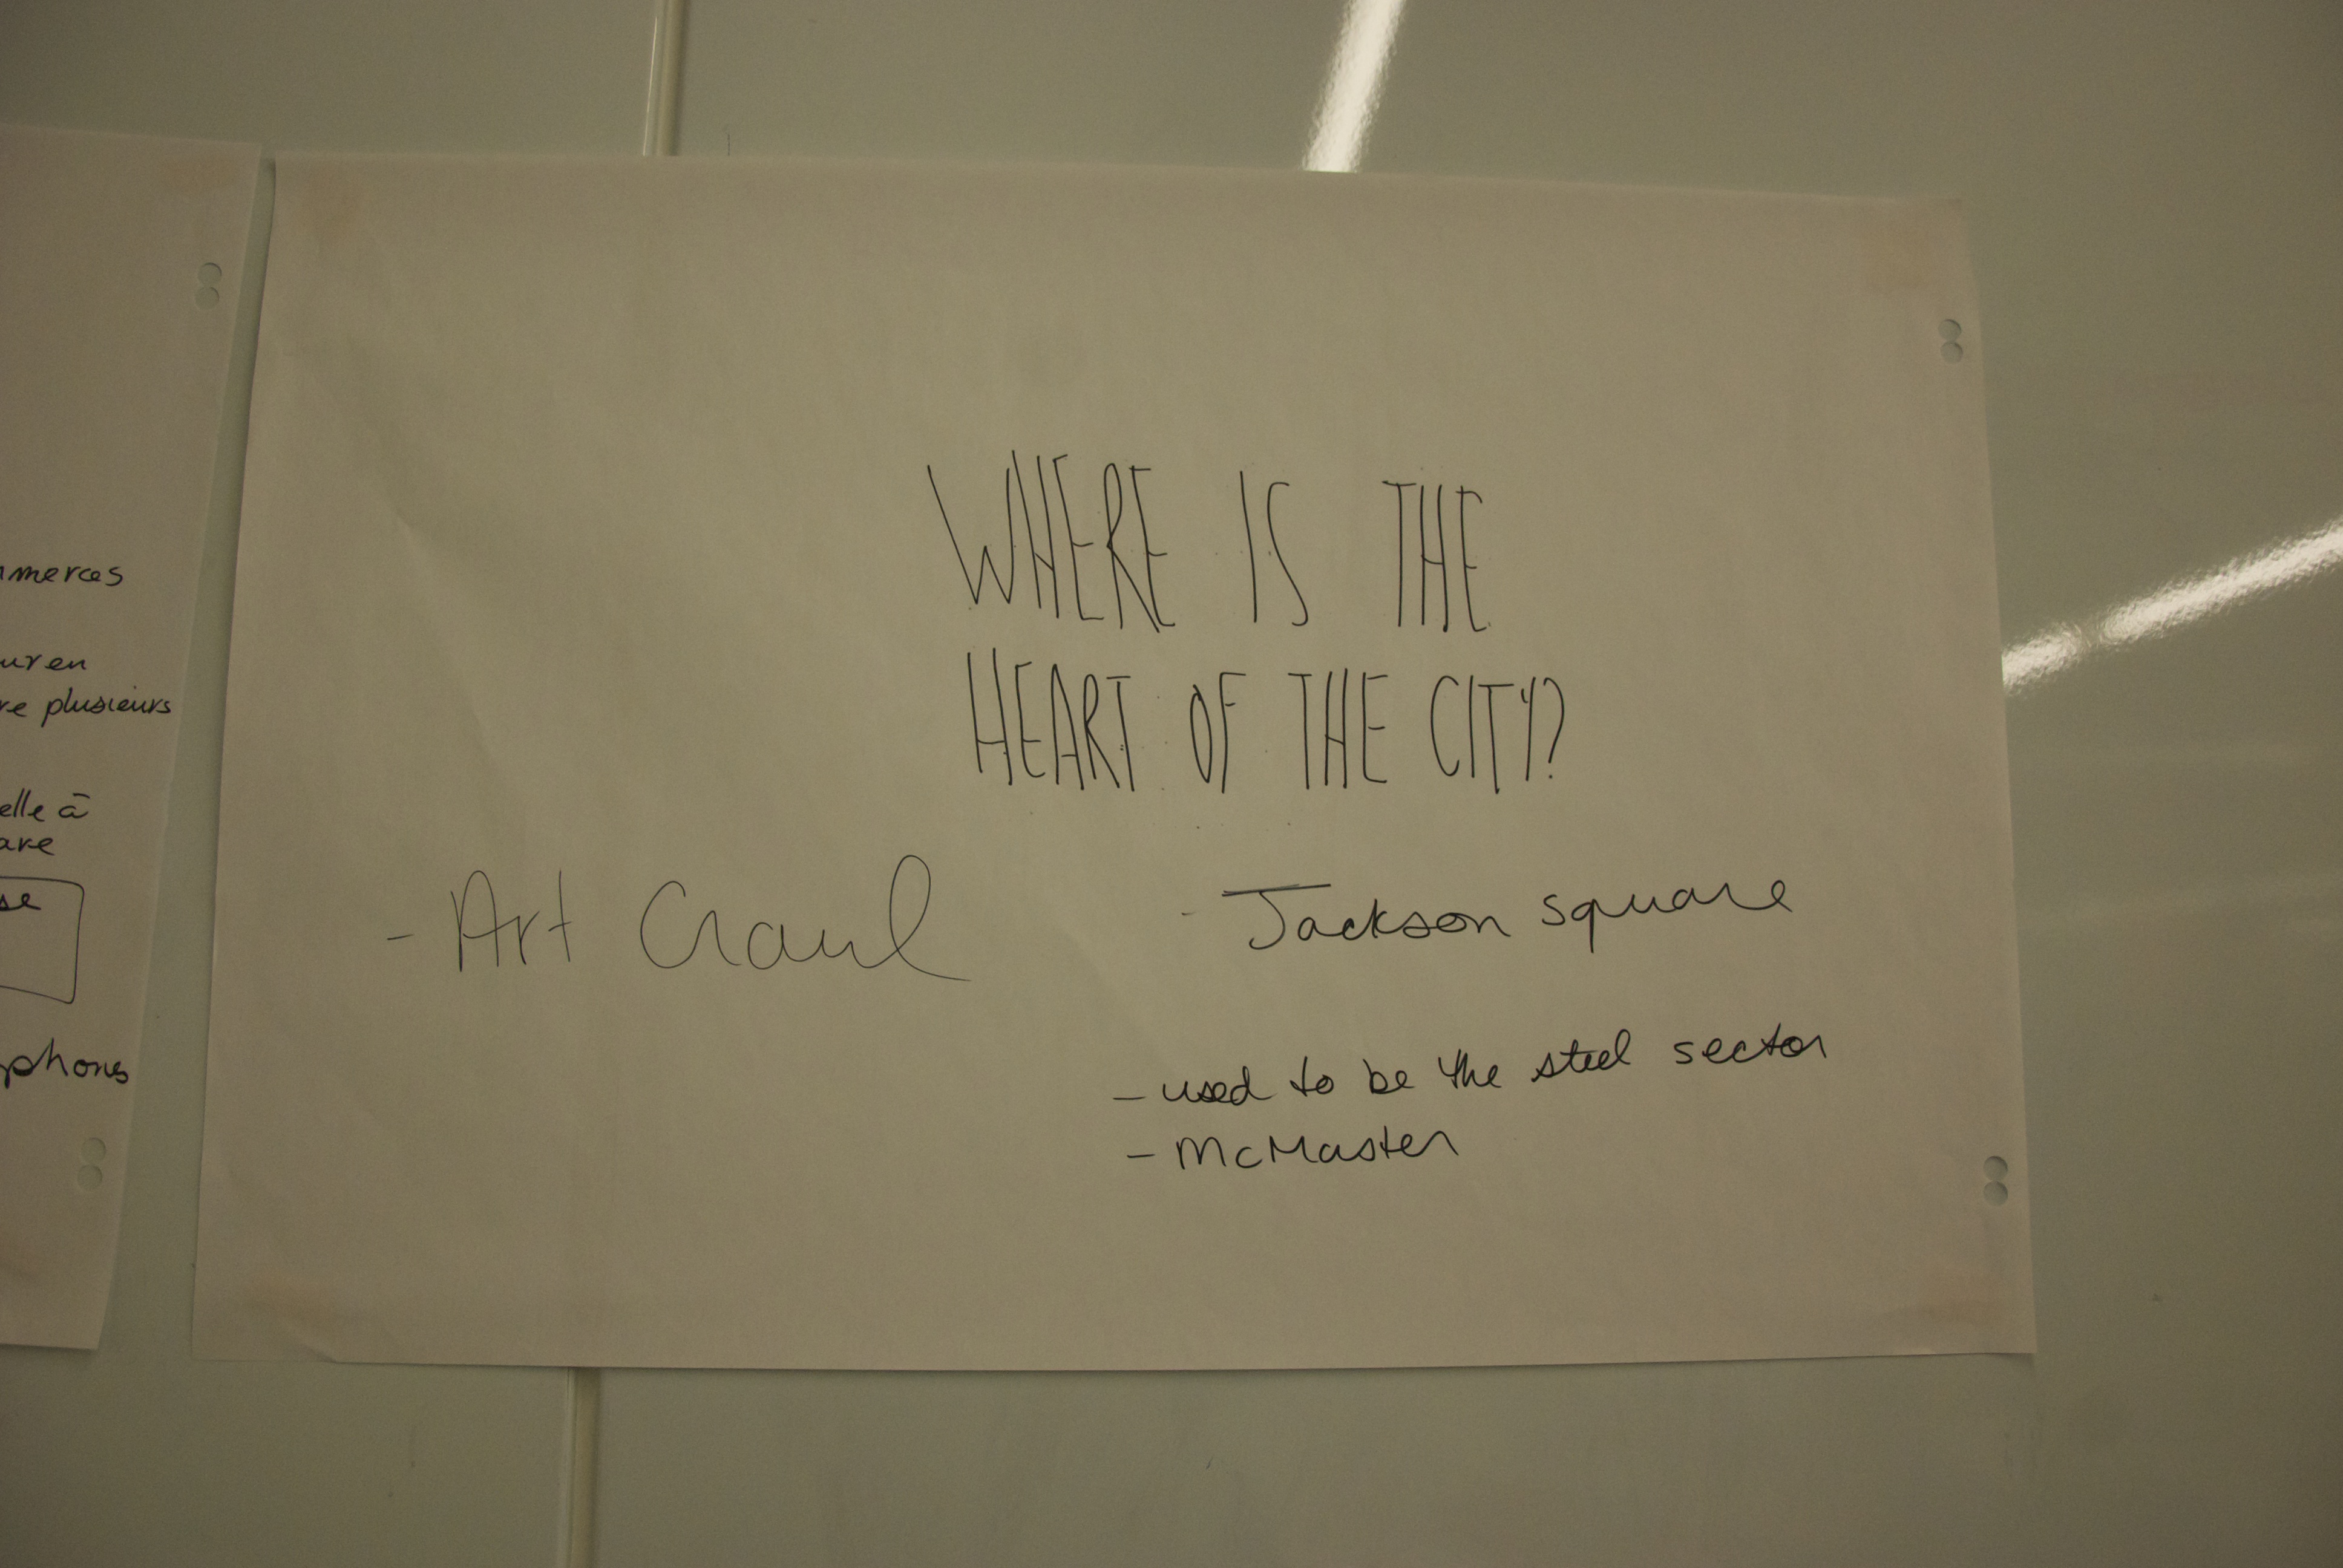 mmerces
uren
re plusieurs
elle à
are
se
phones
WHERE IS THE
HEART OF THE CITY?
- Art Crawl
- Jackson square
- used to be the steel sector
- McMaster